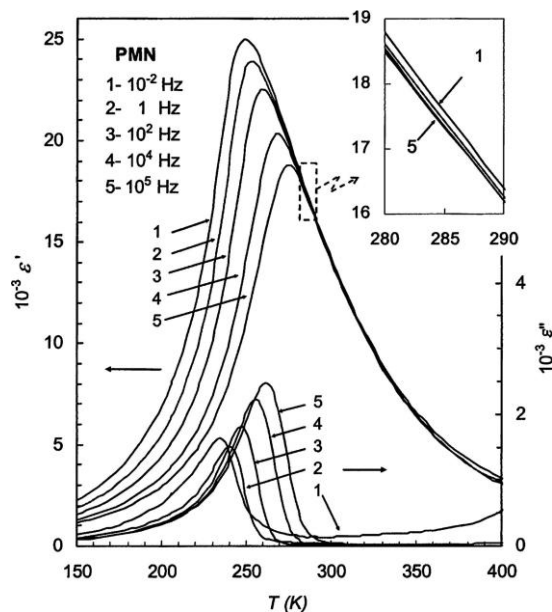 PMN
1- 10⁻² Hz
2- 1 Hz
3- 10² Hz
4- 10⁴ Hz
5- 10⁵ Hz
10⁻³ ε'
25
20
15
10
5
0
1
2
3
4
5
19
18
17
16
1
5
280 285 290
5
4
3
2
1
10⁻³ ε"
4
2
0
150 200 250 300 350 400
T (K)